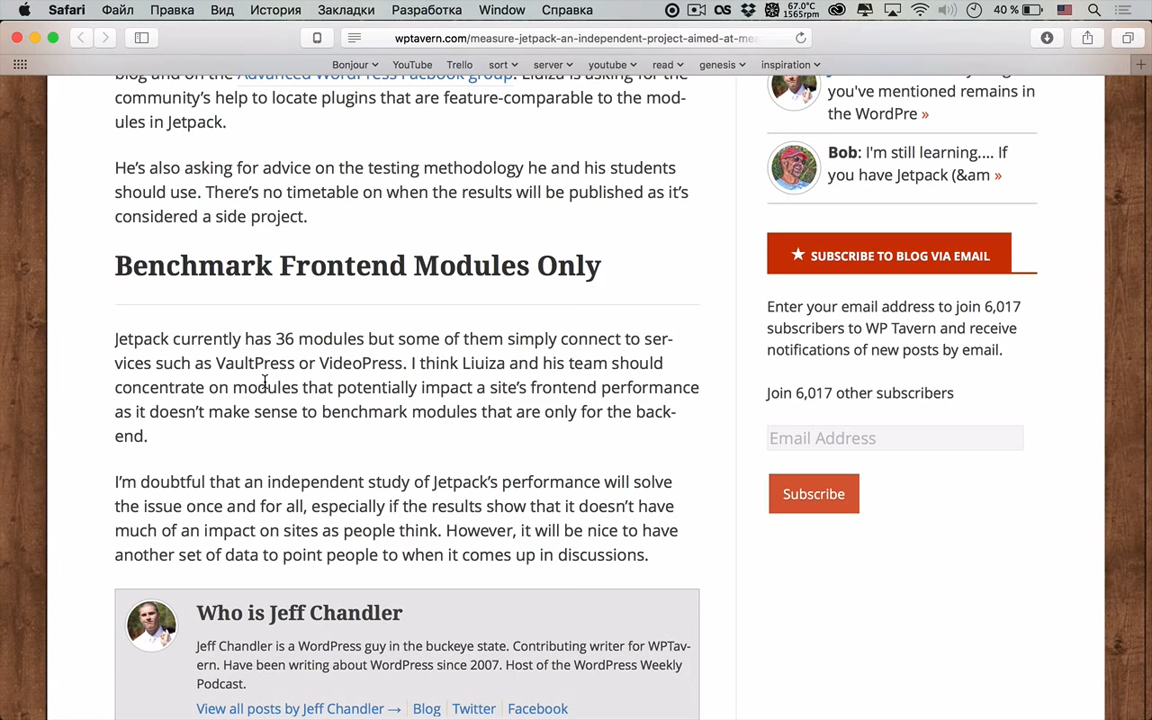 Safari Файл Правка Вид История Закладки Разработка Window Справка
67.0°C
1565rpm
40 %
wptavern.com/measure-jetpack-an-independent-project-aimed-at-me
Bonjour YouTube Trello sort server youtube read genesis inspiration
blog and on the Advanced WordPress Facbook group. Liuiza is asking for the
community's help to locate plugins that are feature-comparable to the mod-
ules in Jetpack.
He's also asking for advice on the testing methodology he and his students
should use. There's no timetable on when the results will be published as it's
considered a side project.
Benchmark Frontend Modules Only
Jetpack currently has 36 modules but some of them simply connect to ser-
vices such as VaultPress or VideoPress. I think Liuiza and his team should
concentrate on modules that potentially impact a site's frontend performance
as it doesn't make sense to benchmark modules that are only for the back-
end.
I'm doubtful that an independent study of Jetpack's performance will solve
the issue once and for all, especially if the results show that it doesn't have
much of an impact on sites as people think. However, it will be nice to have
another set of data to point people to when it comes up in discussions.
Who is Jeff Chandler
Jeff Chandler is a WordPress guy in the buckeye state. Contributing writer for WPTav-
ern. Have been writing about WordPress since 2007. Host of the WordPress Weekly
Podcast.
View all posts by Jeff Chandler → Blog Twitter Facebook
you've mentioned remains in
the WordPre »
Bob: I'm still learning.... If
you have Jetpack (&am »
★ SUBSCRIBE TO BLOG VIA EMAIL
Enter your email address to join 6,017
subscribers to WP Tavern and receive
notifications of new posts by email.
Join 6,017 other subscribers
Email Address
Subscribe